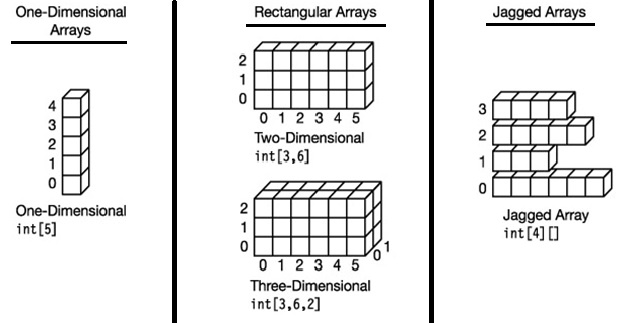 One-Dimensional
Arrays
4
3
2
1
0
One-Dimensional
int[5]
Rectangular Arrays
2
1
0
0 1 2 3 4 5
Two-Dimensional
int[3,6]
2
1
0
0 1 2 3 4 5
0 1
Three-Dimensional
int[3,6,2]
Jagged Arrays
3
2
1
0
Jagged Array
int[4][]